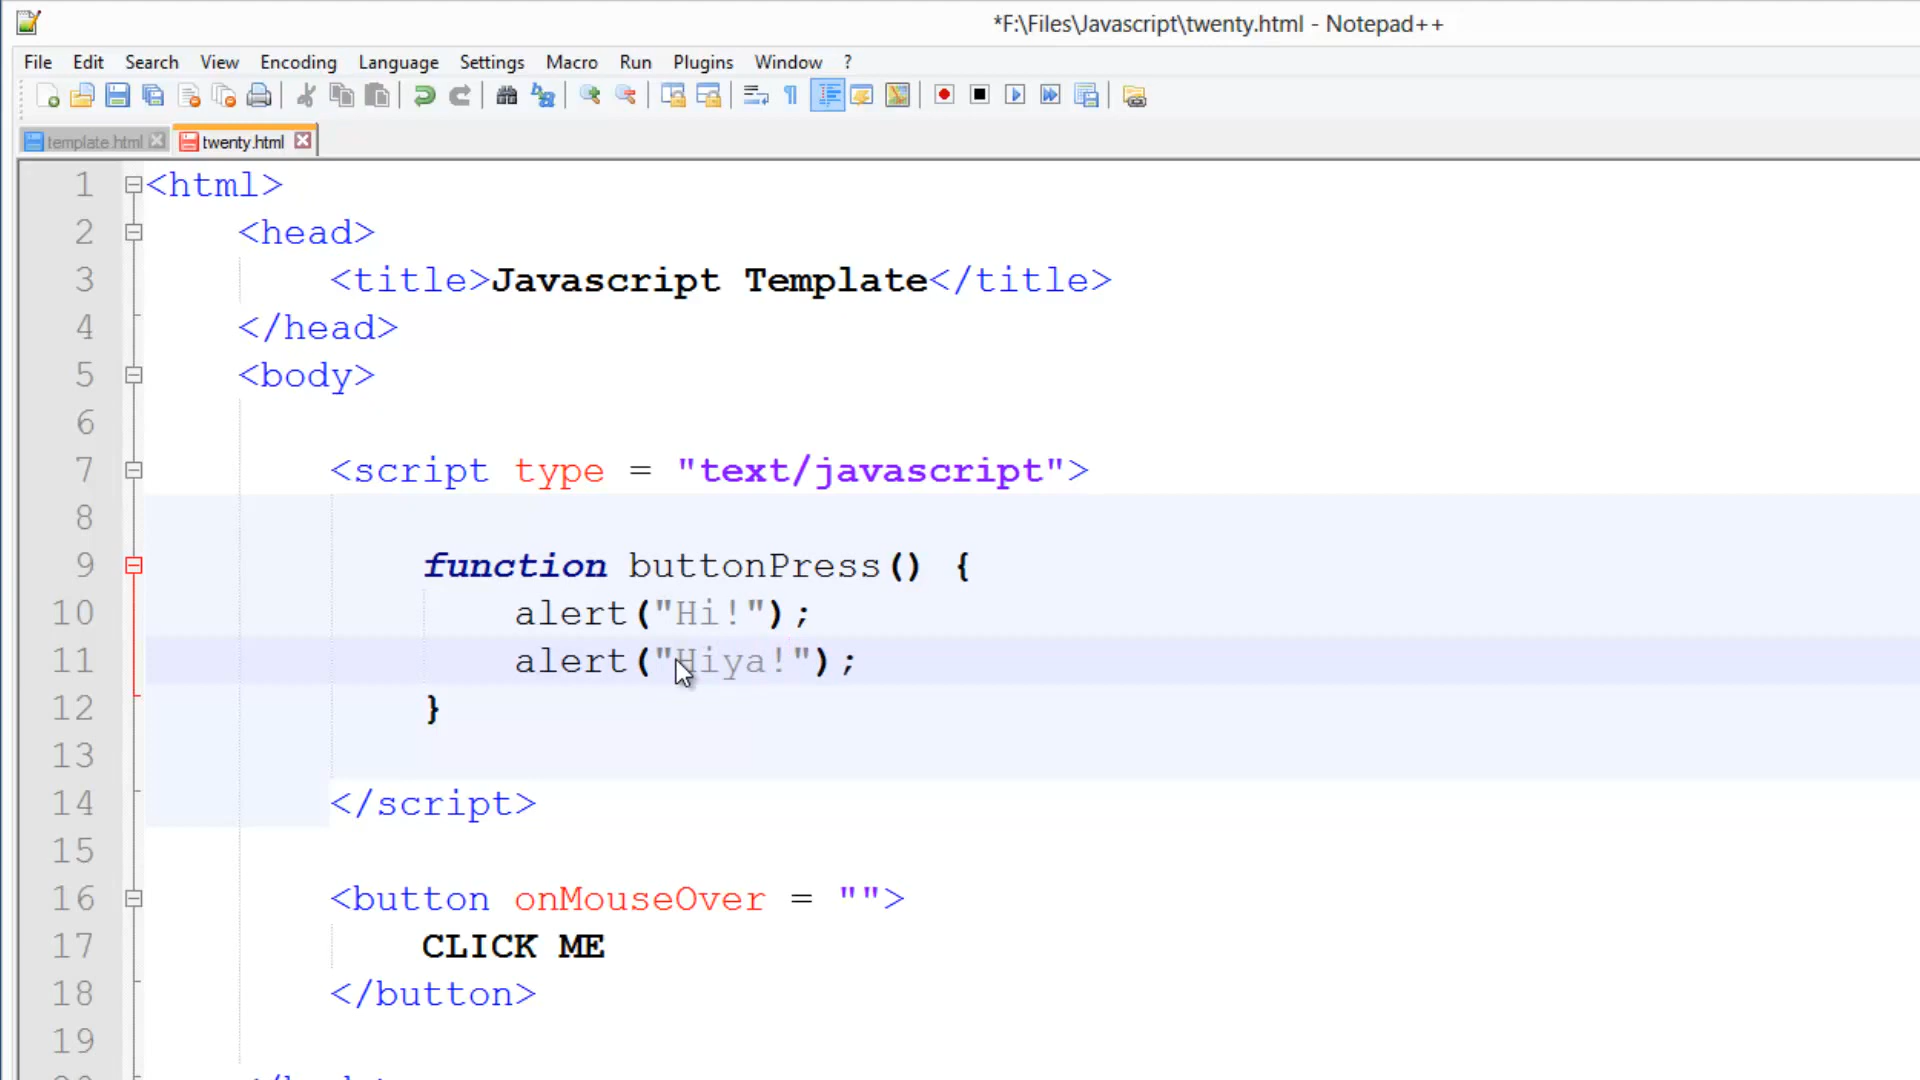 *F:\Files\Javascript\twenty.html - Notepad++
File Edit Search View Encoding Language Settings Macro Run Plugins Window ?
template.html twenty.html
1 <html>
2 <head>
3 <title>Javascript Template</title>
4 </head>
5 <body>
6
7 <script type = "text/javascript">
8
9 function buttonPress() {
10 alert("Hi!");
11 alert("Hiya!");
12 }
13
14 </script>
15
16 <button onMouseOver = "">
17 CLICK ME
18 </button>
19